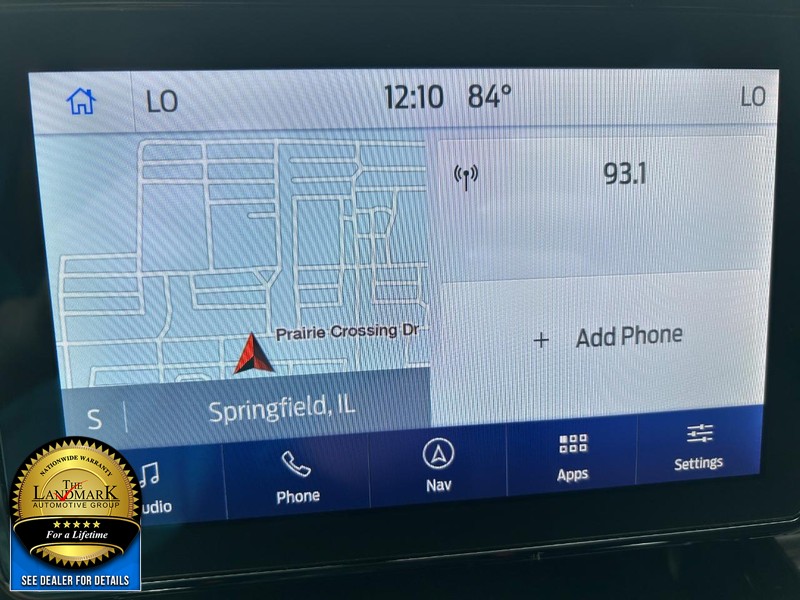 LO 12:10 84° LO
93.1
Prairie Crossing Dr
+ Add Phone
S Springfield, IL
udio Phone Nav Apps Settings
NATIONWIDE WARRANTY
THE
LANDMARK
AUTOMOTIVE GROUP
For a Lifetime
SEE DEALER FOR DETAILS